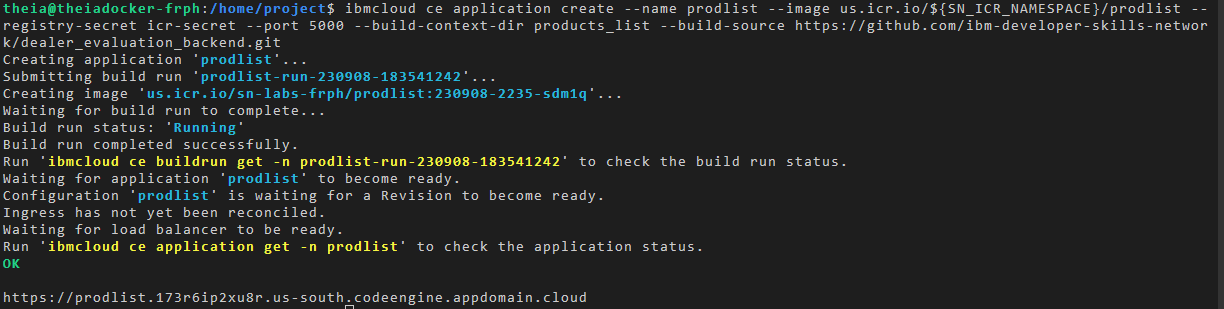 theia@theiadocker-frph:/home/project$ ibmcloud ce application create --name prodlist --image us.icr.io/${SN_ICR_NAMESPACE}/prodlist --
registry-secret icr-secret --port 5000 --build-context-dir products_list --build-source https://github.com/ibm-developer-skills-networ
k/dealer_evaluation_backend.git
Creating application 'prodlist'...
Submitting build run 'prodlist-run-230908-183541242'...
Creating image 'us.icr.io/sn-labs-frph/prodlist:230908-2235-sdm1q'...
Waiting for build run to complete...
Build run status: 'Running'
Build run completed successfully.
Run 'ibmcloud ce buildrun get -n prodlist-run-230908-183541242' to check the build run status.
Waiting for application 'prodlist' to become ready.
Configuration 'prodlist' is waiting for a Revision to become ready.
Ingress has not yet been reconciled.
Waiting for load balancer to be ready.
Run 'ibmcloud ce application get -n prodlist' to check the application status.
OK
https://prodlist.173r6ip2xu8r.us-south.codeengine.appdomain.cloud